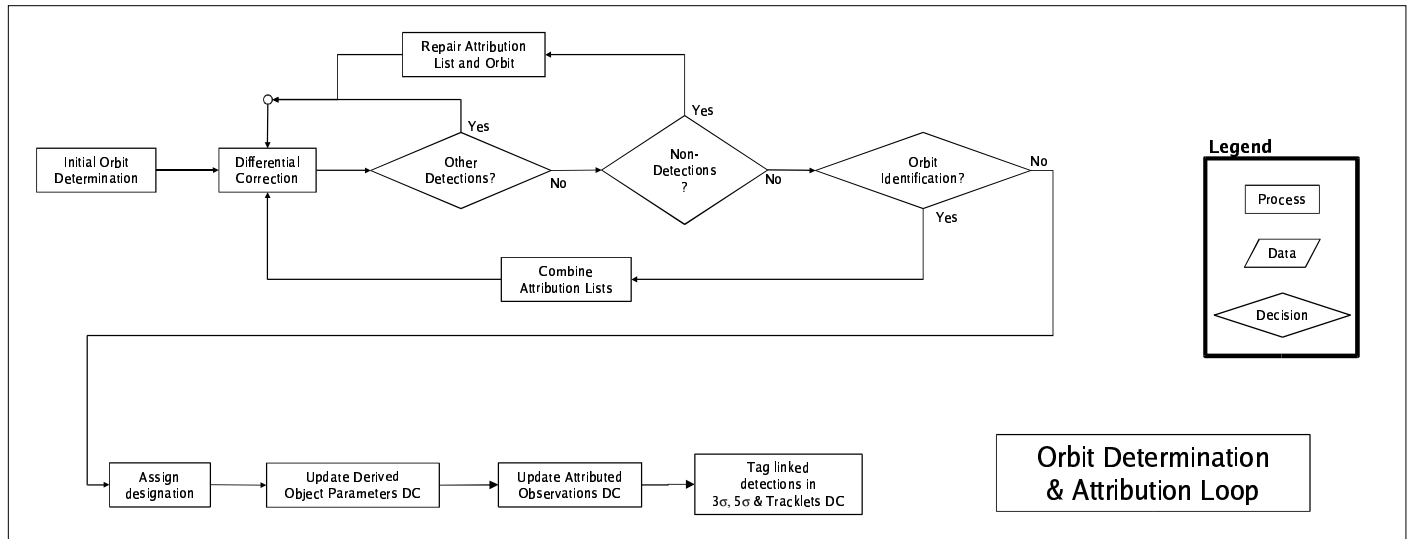 Repair Attribution
List and Orbit
Yes
Yes
Initial Orbit
Determination
Differential
Correction
Other
Detections?
No
Non-
Detections
?
No
Orbit
Identification?
No
Yes
Combine
Attribution Lists
Legend
Process
Data
Decision
Assign
designation
Update Derived
Object Parameters DC
Update Attributed
Observations DC
Tag linked
detections in
3σ, 5σ & Tracklets DC
Orbit Determination
& Attribution Loop